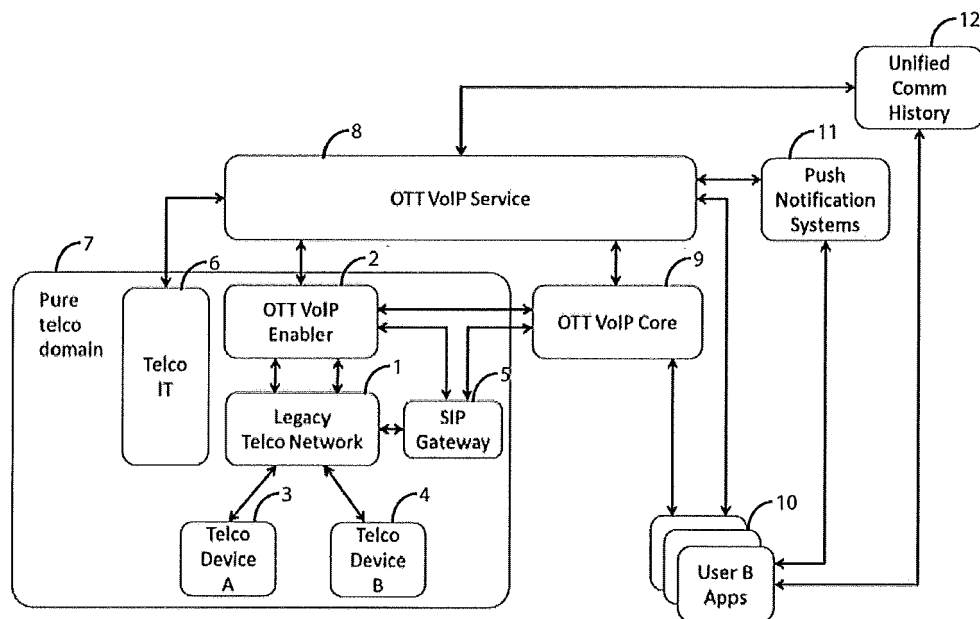 12
Unified
Comm
History
8
11
OTT VoIP Service
Push
Notification
Systems
7
6
2
9
Pure
telco
domain
OTT VoIP
Enabler
OTT VoIP Core
Telco
IT
1
5
Legacy
Telco Network
SIP
Gateway
3
4
10
Telco
Device
A
Telco
Device
B
User B
Apps